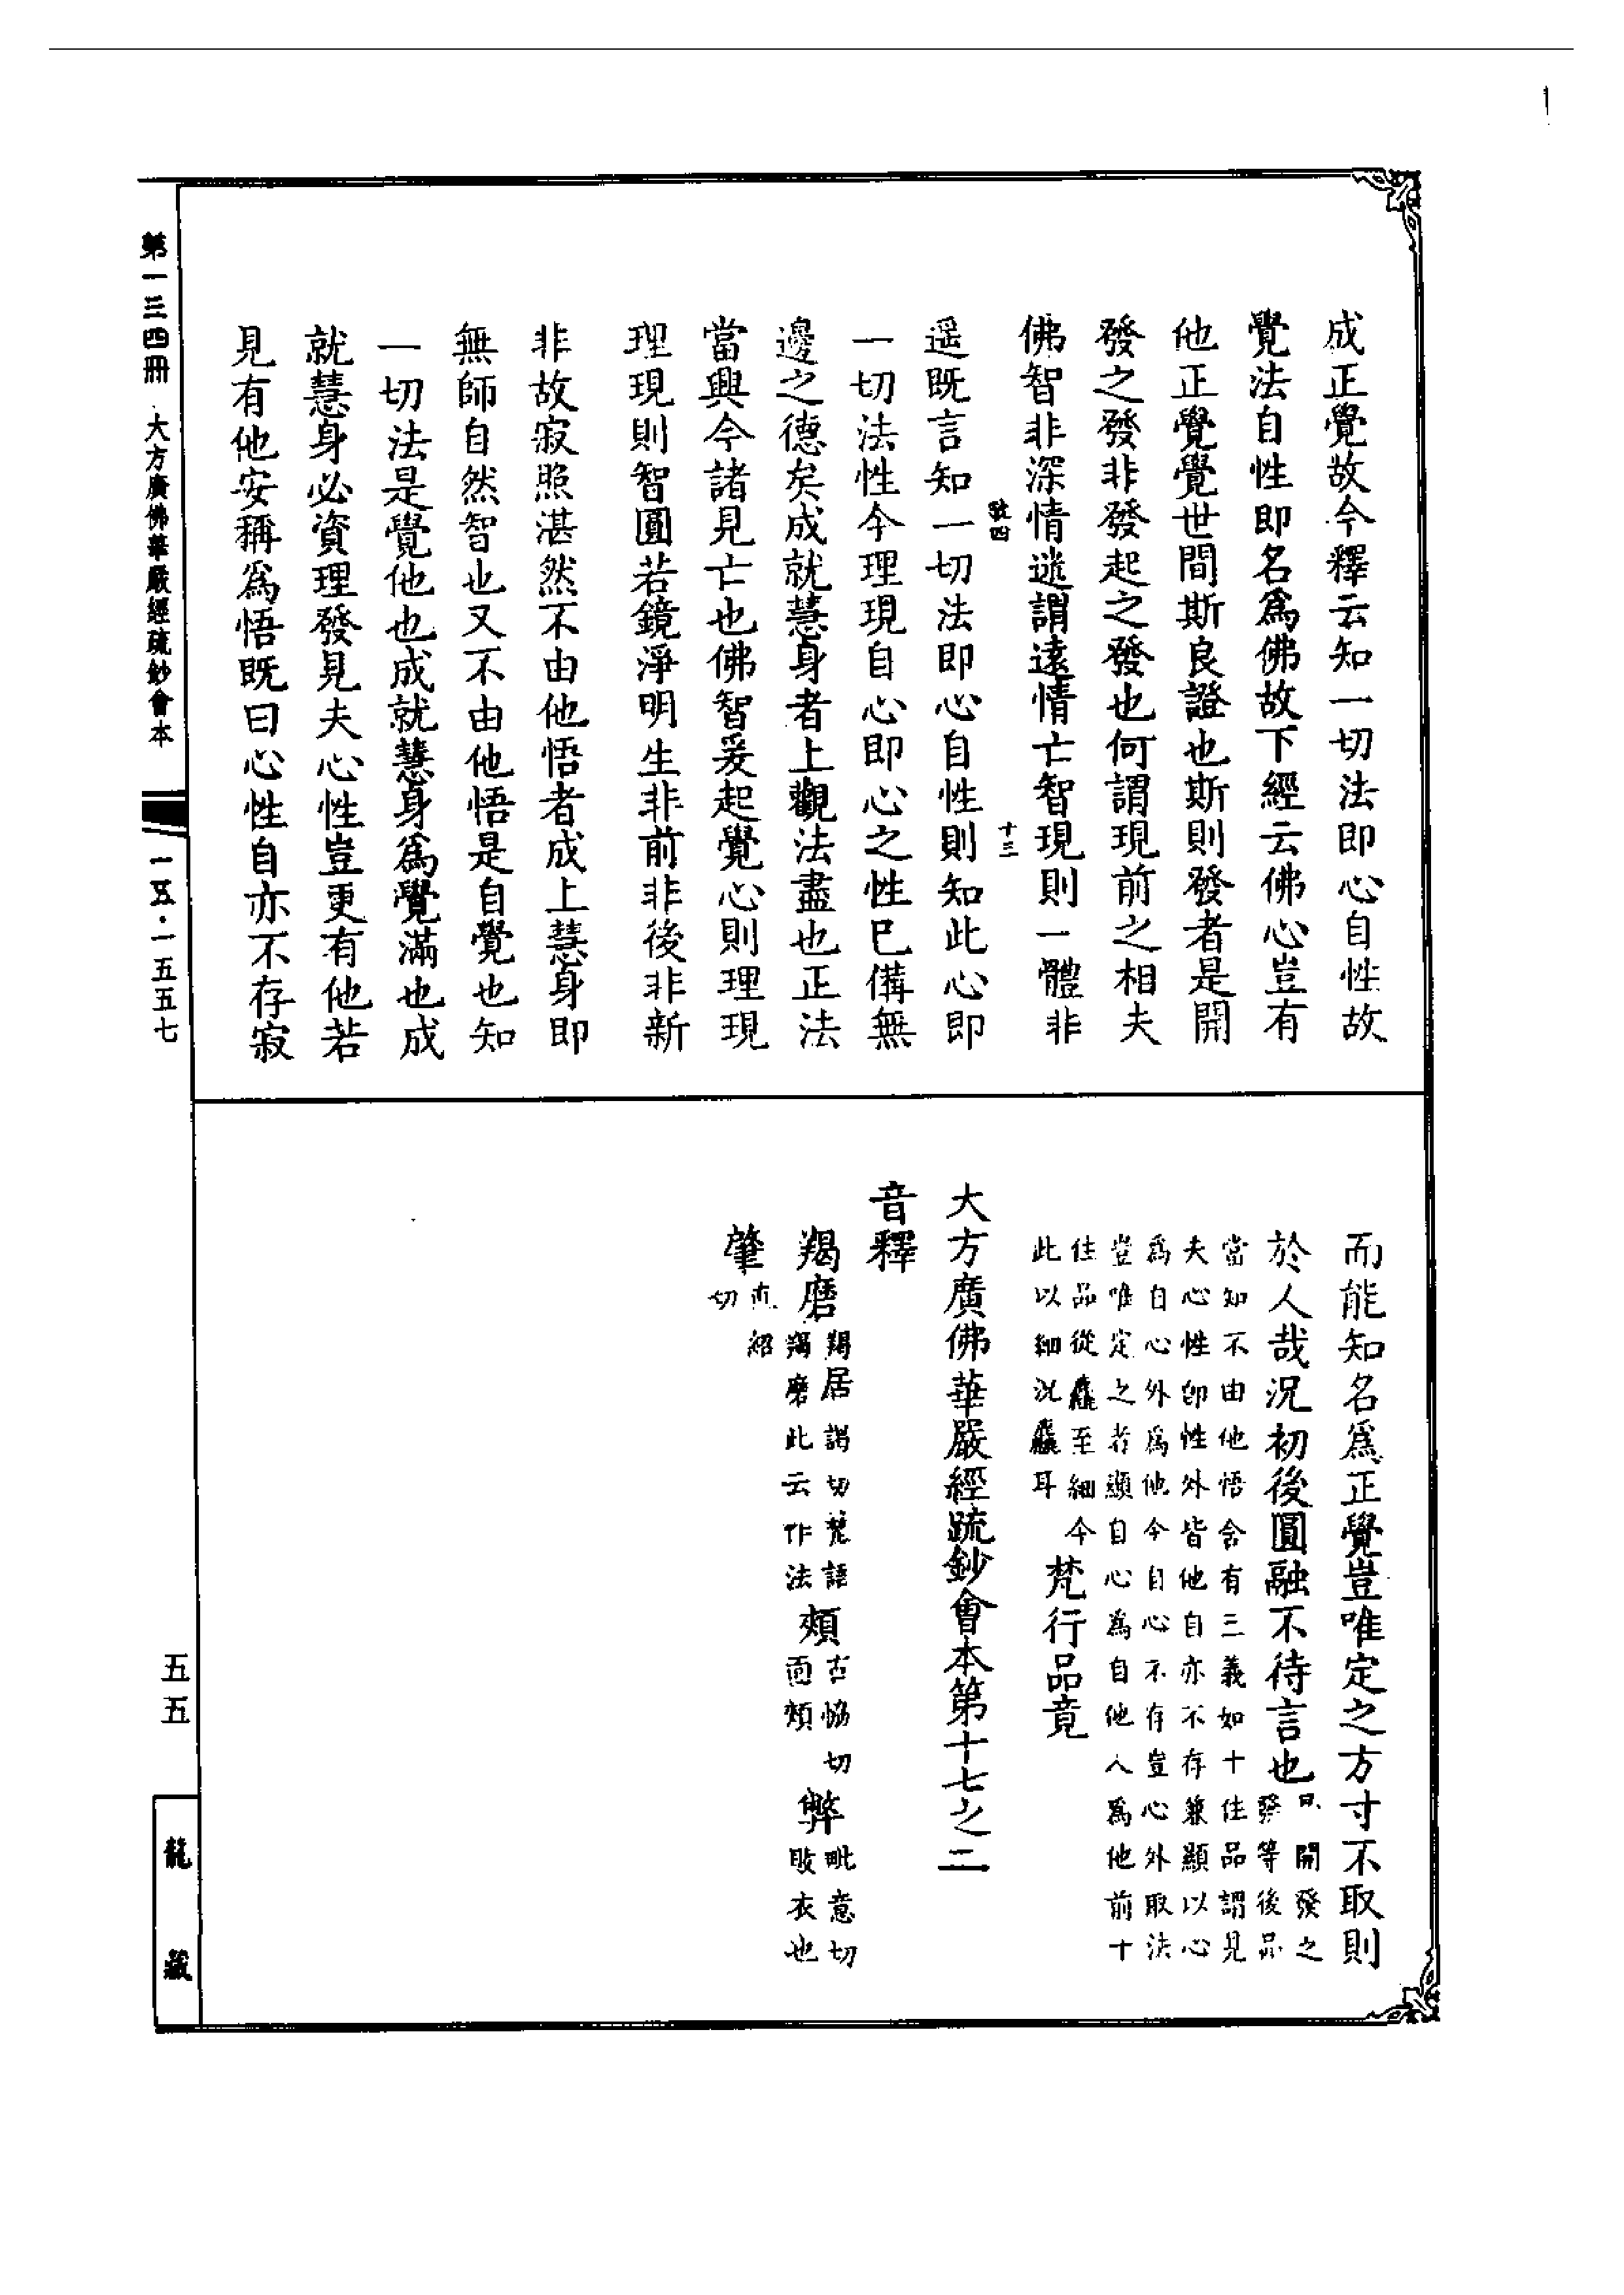 成正覺故今釋云知一切法即心自性故
覺法自性即名爲佛故下經云佛心豈有
他正覺覺世間斯良證也斯則發者是開
發之發非發起之發也何謂現前之相夫
佛智非深情迷謂遠情亡智現則一體非
號四
十三
遥既言知一切法即心自性則知此心即
一切法性今理現自心即心之性已備無
邊之德矣成就慧身者上觀法盡也正法
當興今諸見亡也佛智爰起覺心則理現
理現則智圓若鏡淨明生非前非後非新
非故寂照湛然不由他悟者成上慧身即
無師自然智也又不由他悟是自覺也知
一切法是覺他也成就慧身爲覺滿也成
就慧身必資理發見夫心性豈更有他若
見有他安稱爲悟既曰心性自亦不存寂
而能知名爲正覺豈唯定之方寸不取則
於人哉況初後圓融不待言也
開發之
發等後品
當知不由他悟含有三義如十住品謂見
夫心性即性外皆他自亦不存兼顯以心
爲自心外爲他今自心不存豈心外取法
豈唯定之者顯自心爲自他人爲他前十
住品從麤至細今
此以細況麤耳
梵行品竟
大方廣佛華嚴經疏鈔會本第十七之二
音釋
羯磨
羯居謁切梵語
羯磨此云作法
頰
古協切
面頰
弊
毗意切
敗衣也
肇
直紹
切
第一三四冊 大方廣佛華嚴經疏鈔會本
一五·一五五七
五五
龍藏